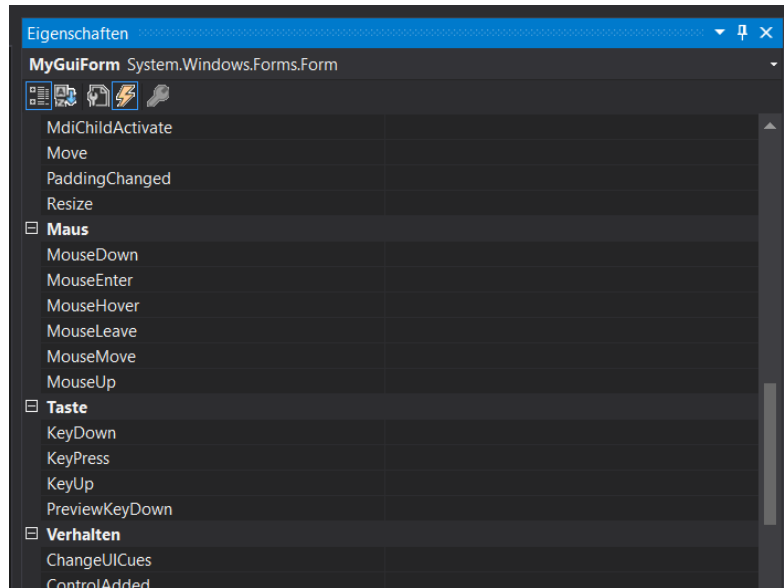 Eigenschaften
MyGuiForm System.Windows.Forms.Form
MdiChildActivate
Move
PaddingChanged
Resize
Maus
MouseDown
MouseEnter
MouseHover
MouseLeave
MouseMove
MouseUp
Taste
KeyDown
KeyPress
KeyUp
PreviewKeyDown
Verhalten
ChangeUICues
ControlAdded